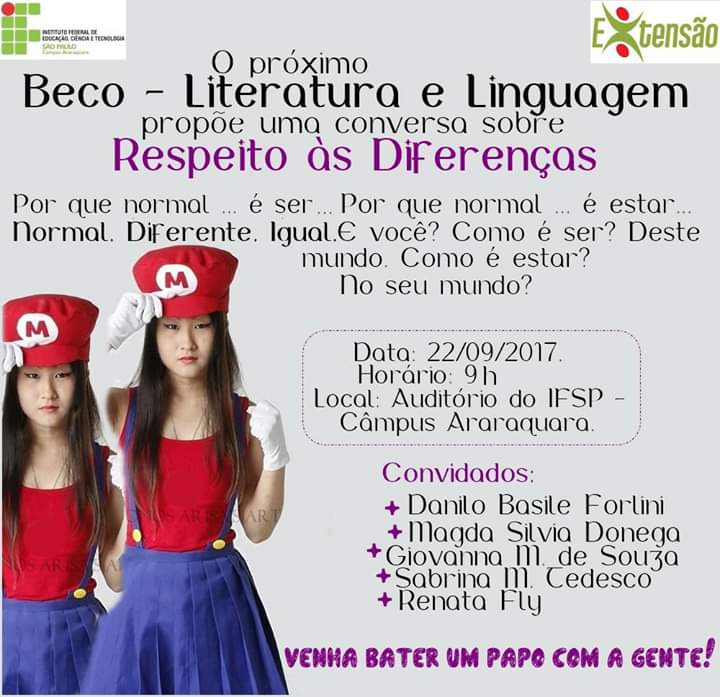 INSTITUTO FEDERAL DE
EDUCAÇÃO, CIÊNCIA E TECNOLOGIA
SÃO PAULO
Campus Araraquara
Extensão
O próximo
Beco - Literatura e Linguagem
propõe uma conversa sobre
Respeito às Diferenças
Por que normal ... é ser... Por que normal ... é estar...
Normal. Diferente. Igual. E você? Como é ser? Deste
mundo. Como é estar?
No seu mundo?
M
M
Data: 22/09/2017.
Horário: 9h
Local: Auditório do IFSP -
Câmpus Araraquara.
Convidados:
+ Danilo Basile Forlini
+ Magda Silvia Donega
+ Giovanna M. de Souza
+ Sabrina M. Tedesco
+ Renata Fly
VENHA BATER UM PAPO COM A GENTE!